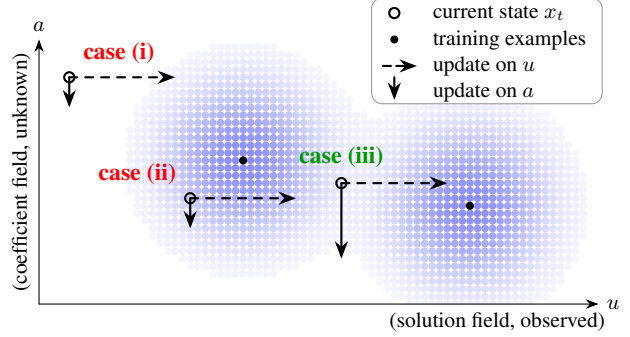 current state x_t
training examples
update on u
update on a
a
case (i)
case (ii)
case (iii)
(coefficient field, unknown)
u
(solution field, observed)